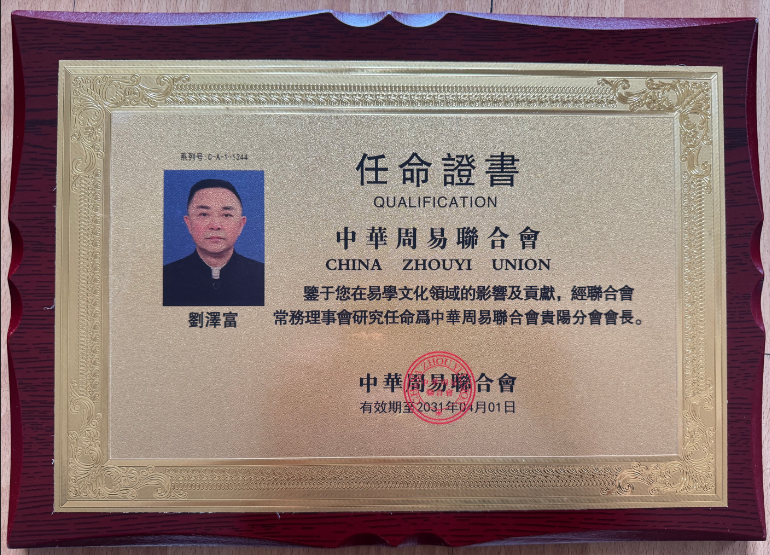 系列号:C-A-1-1244
任命證書
QUALIFICATION
中華周易聯合會
CHINA ZHOUYI UNION
鑒于您在易學文化領域的影響及貢獻，經聯合會
常務理事會研究任命爲中華周易聯合會貴陽分會會長。
劉澤富
中華周易聯合會
有效期至2031年04月01日